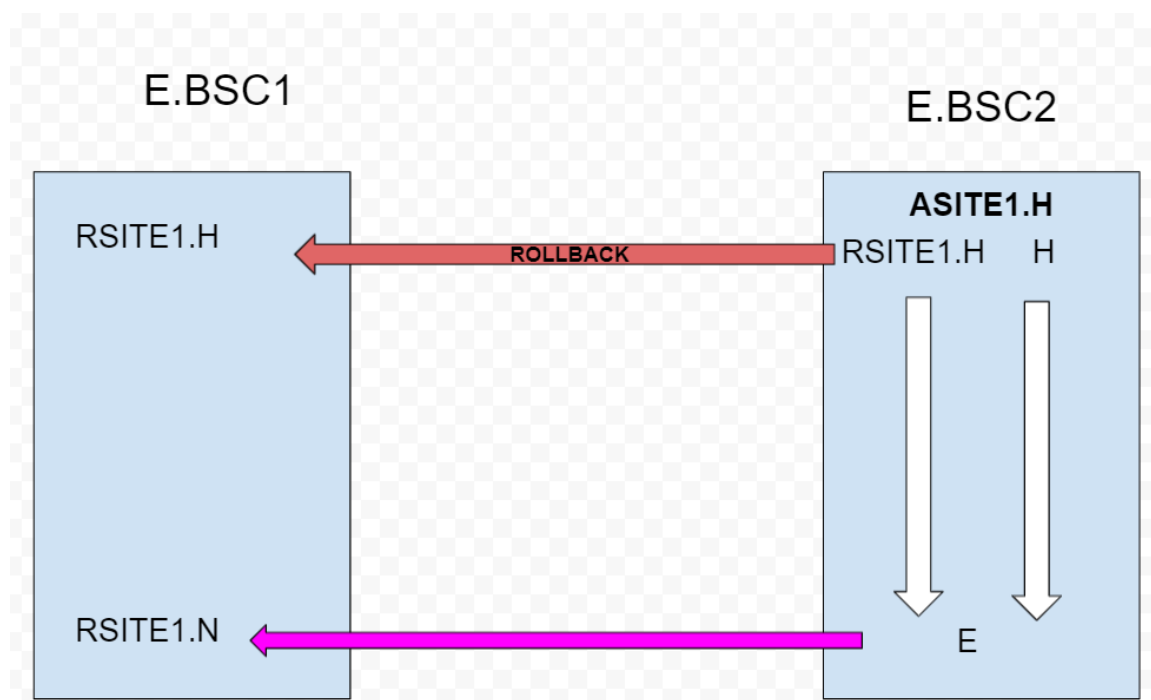 E.BSC1
E.BSC2
ASITE1.H
RSITE1.H
ROLLBACK
RSITE1.H H
RSITE1.N
E